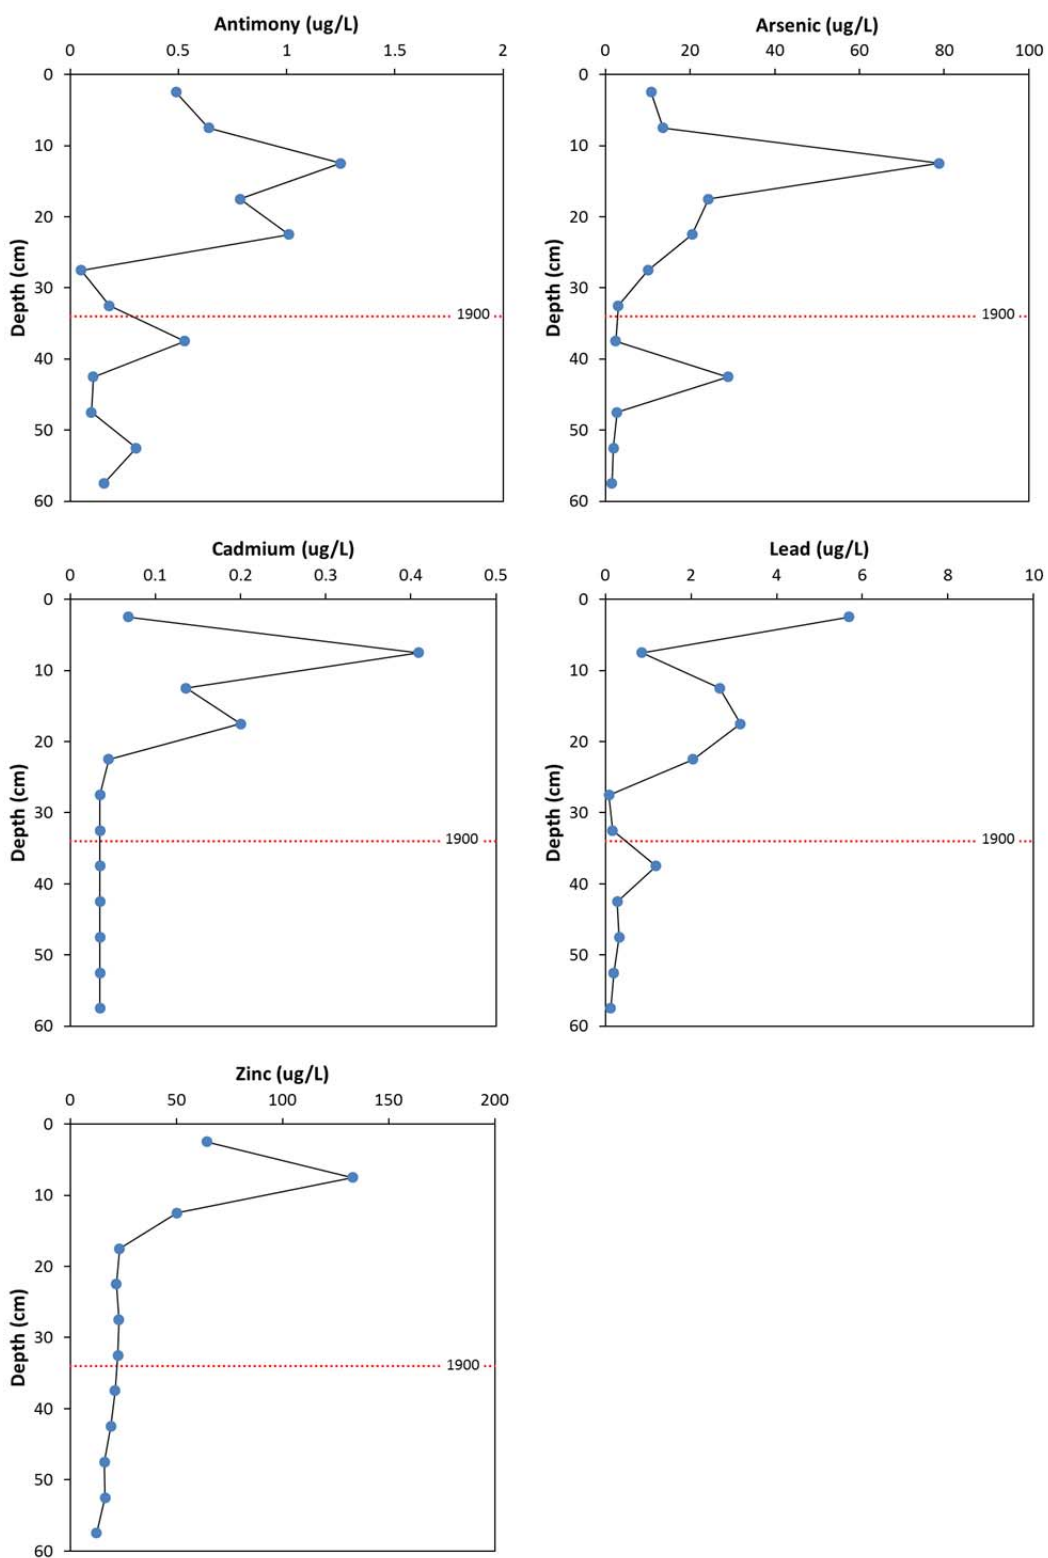 Antimony (ug/L)
0 0.5 1 1.5 2
0
10
20
30
40
50
60
Depth (cm)
1900
Arsenic (ug/L)
0 20 40 60 80 100
0
10
20
30
40
50
60
Depth (cm)
1900
Cadmium (ug/L)
0 0.1 0.2 0.3 0.4 0.5
0
10
20
30
40
50
60
Depth (cm)
1900
Lead (ug/L)
0 2 4 6 8 10
0
10
20
30
40
50
60
Depth (cm)
1900
Zinc (ug/L)
0 50 100 150 200
0
10
20
30
40
50
60
Depth (cm)
1900